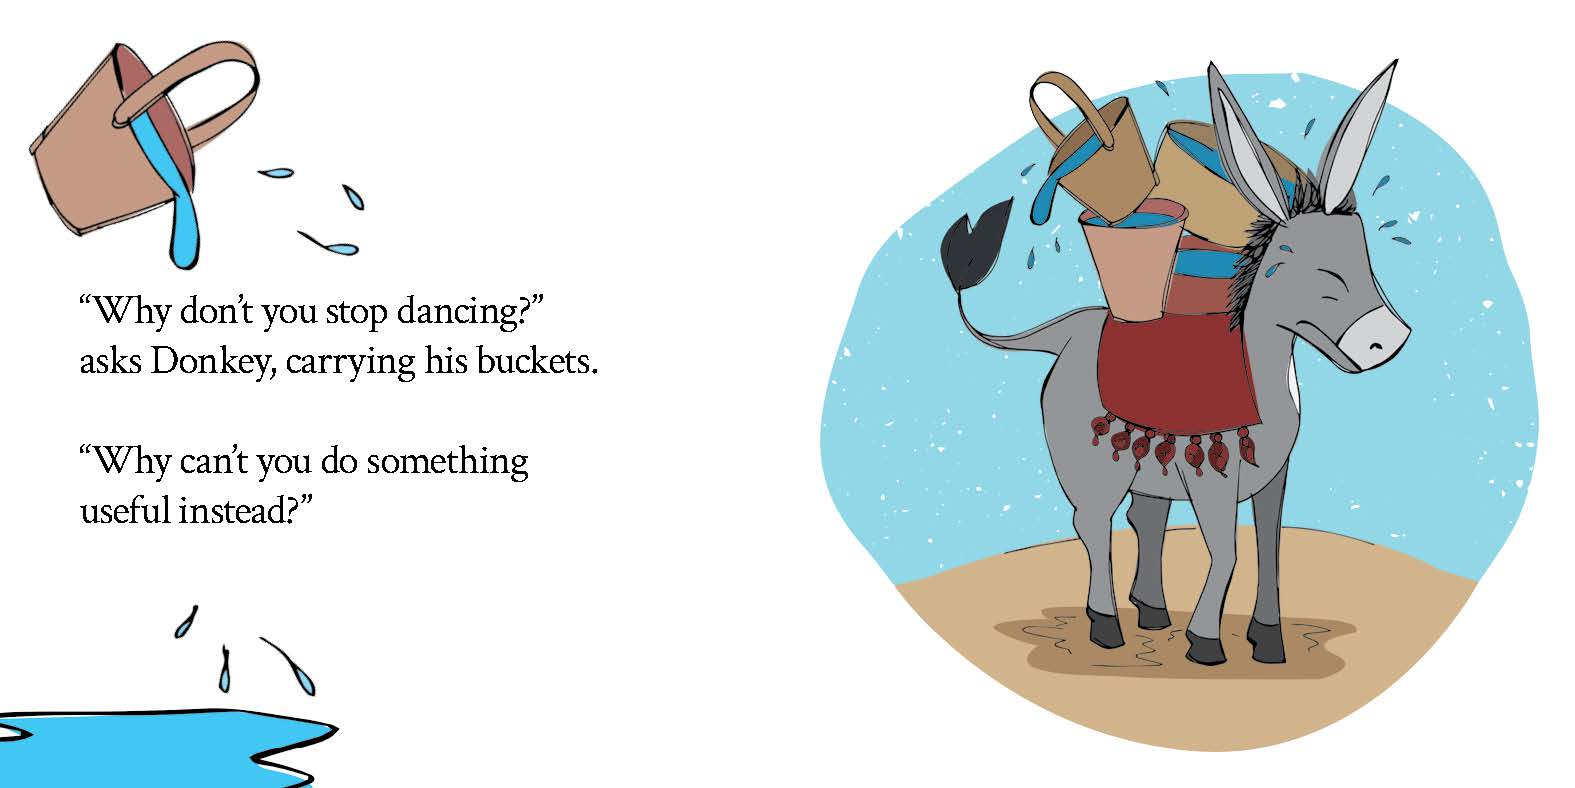 “Why don’t you stop dancing?”
asks Donkey, carrying his buckets.
“Why can’t you do something
useful instead?”